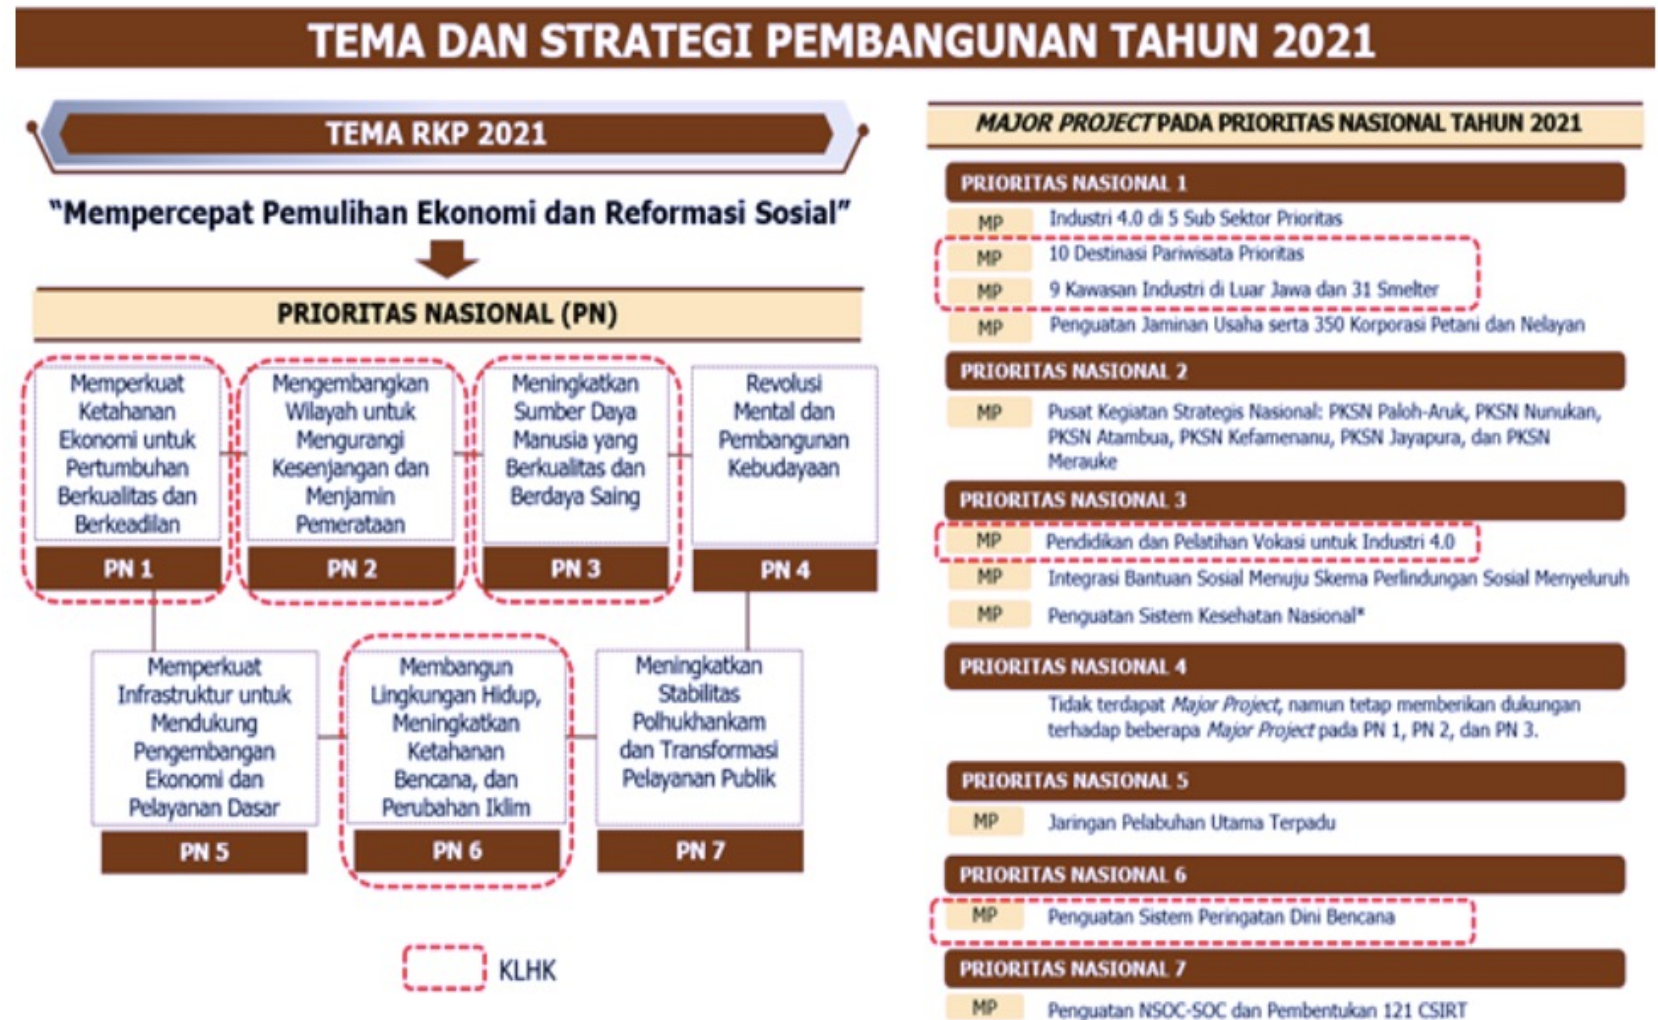 TEMA DAN STRATEGI PEMBANGUNAN TAHUN 2021
TEMA RKP 2021
“Mempercepat Pemulihan Ekonomi dan Reformasi Sosial”
PRIORITAS NASIONAL (PN)
Memperkuat
Ketahanan
Ekonomi untuk
Pertumbuhan
Berkualitas dan
Berkeadilan
PN 1
Mengembangkan
Wilayah untuk
Mengurangi
Kesenjangan dan
Menjamin
Pemerataan
PN 2
Meningkatkan
Sumber Daya
Manusia yang
Berkualitas dan
Berdaya Saing
PN 3
Revolusi
Mental dan
Pembangunan
Kebudayaan
PN 4
Memperkuat
Infrastruktur untuk
Mendukung
Pengembangan
Ekonomi dan
Pelayanan Dasar
PN 5
Membangun
Lingkungan Hidup,
Meningkatkan
Ketahanan
Bencana, dan
Perubahan Iklim
PN 6
Meningkatkan
Stabilitas
Polhukhankam
dan Transformasi
Pelayanan Publik
PN 7
KLHK
MAJOR PROJECT PADA PRIORITAS NASIONAL TAHUN 2021
PRIORITAS NASIONAL 1
MP Industri 4.0 di 5 Sub Sektor Prioritas
MP 10 Destinasi Pariwisata Prioritas
MP 9 Kawasan Industri di Luar Jawa dan 31 Smelter
MP Penguatan Jaminan Usaha serta 350 Korporasi Petani dan Nelayan
PRIORITAS NASIONAL 2
MP Pusat Kegiatan Strategis Nasional: PKSN Paloh-Aruk, PKSN Nunukan,
PKSN Atambua, PKSN Kefamenanu, PKSN Jayapura, dan PKSN
Merauke
PRIORITAS NASIONAL 3
MP Pendidikan dan Pelatihan Vokasi untuk Industri 4.0
MP Integrasi Bantuan Sosial Menuju Skema Perlindungan Sosial Menyeluruh
MP Penguatan Sistem Kesehatan Nasional*
PRIORITAS NASIONAL 4
Tidak terdapat Major Project, namun tetap memberikan dukungan
terhadap beberapa Major Project pada PN 1, PN 2, dan PN 3.
PRIORITAS NASIONAL 5
MP Jaringan Pelabuhan Utama Terpadu
PRIORITAS NASIONAL 6
MP Penguatan Sistem Peringatan Dini Bencana
PRIORITAS NASIONAL 7
MP Penguatan NSOC-SOC dan Pembentukan 121 CSIRT